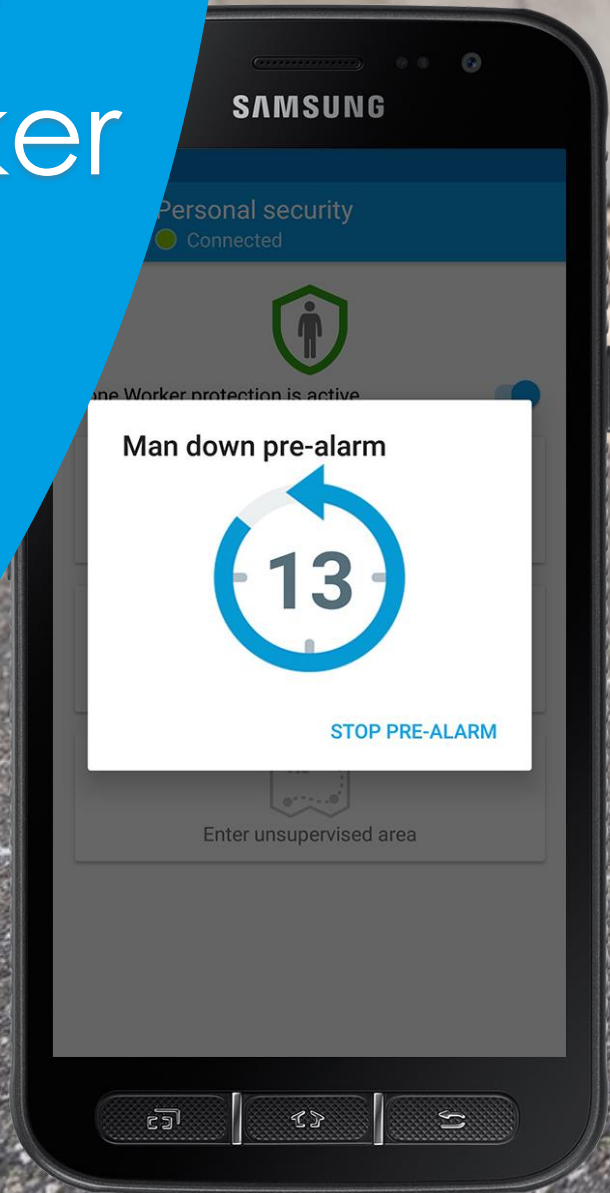 ker
SAMSUNG
Personal security
Connected
one Worker protection is active
Man down pre-alarm
13
STOP PRE-ALARM
Enter unsupervised area